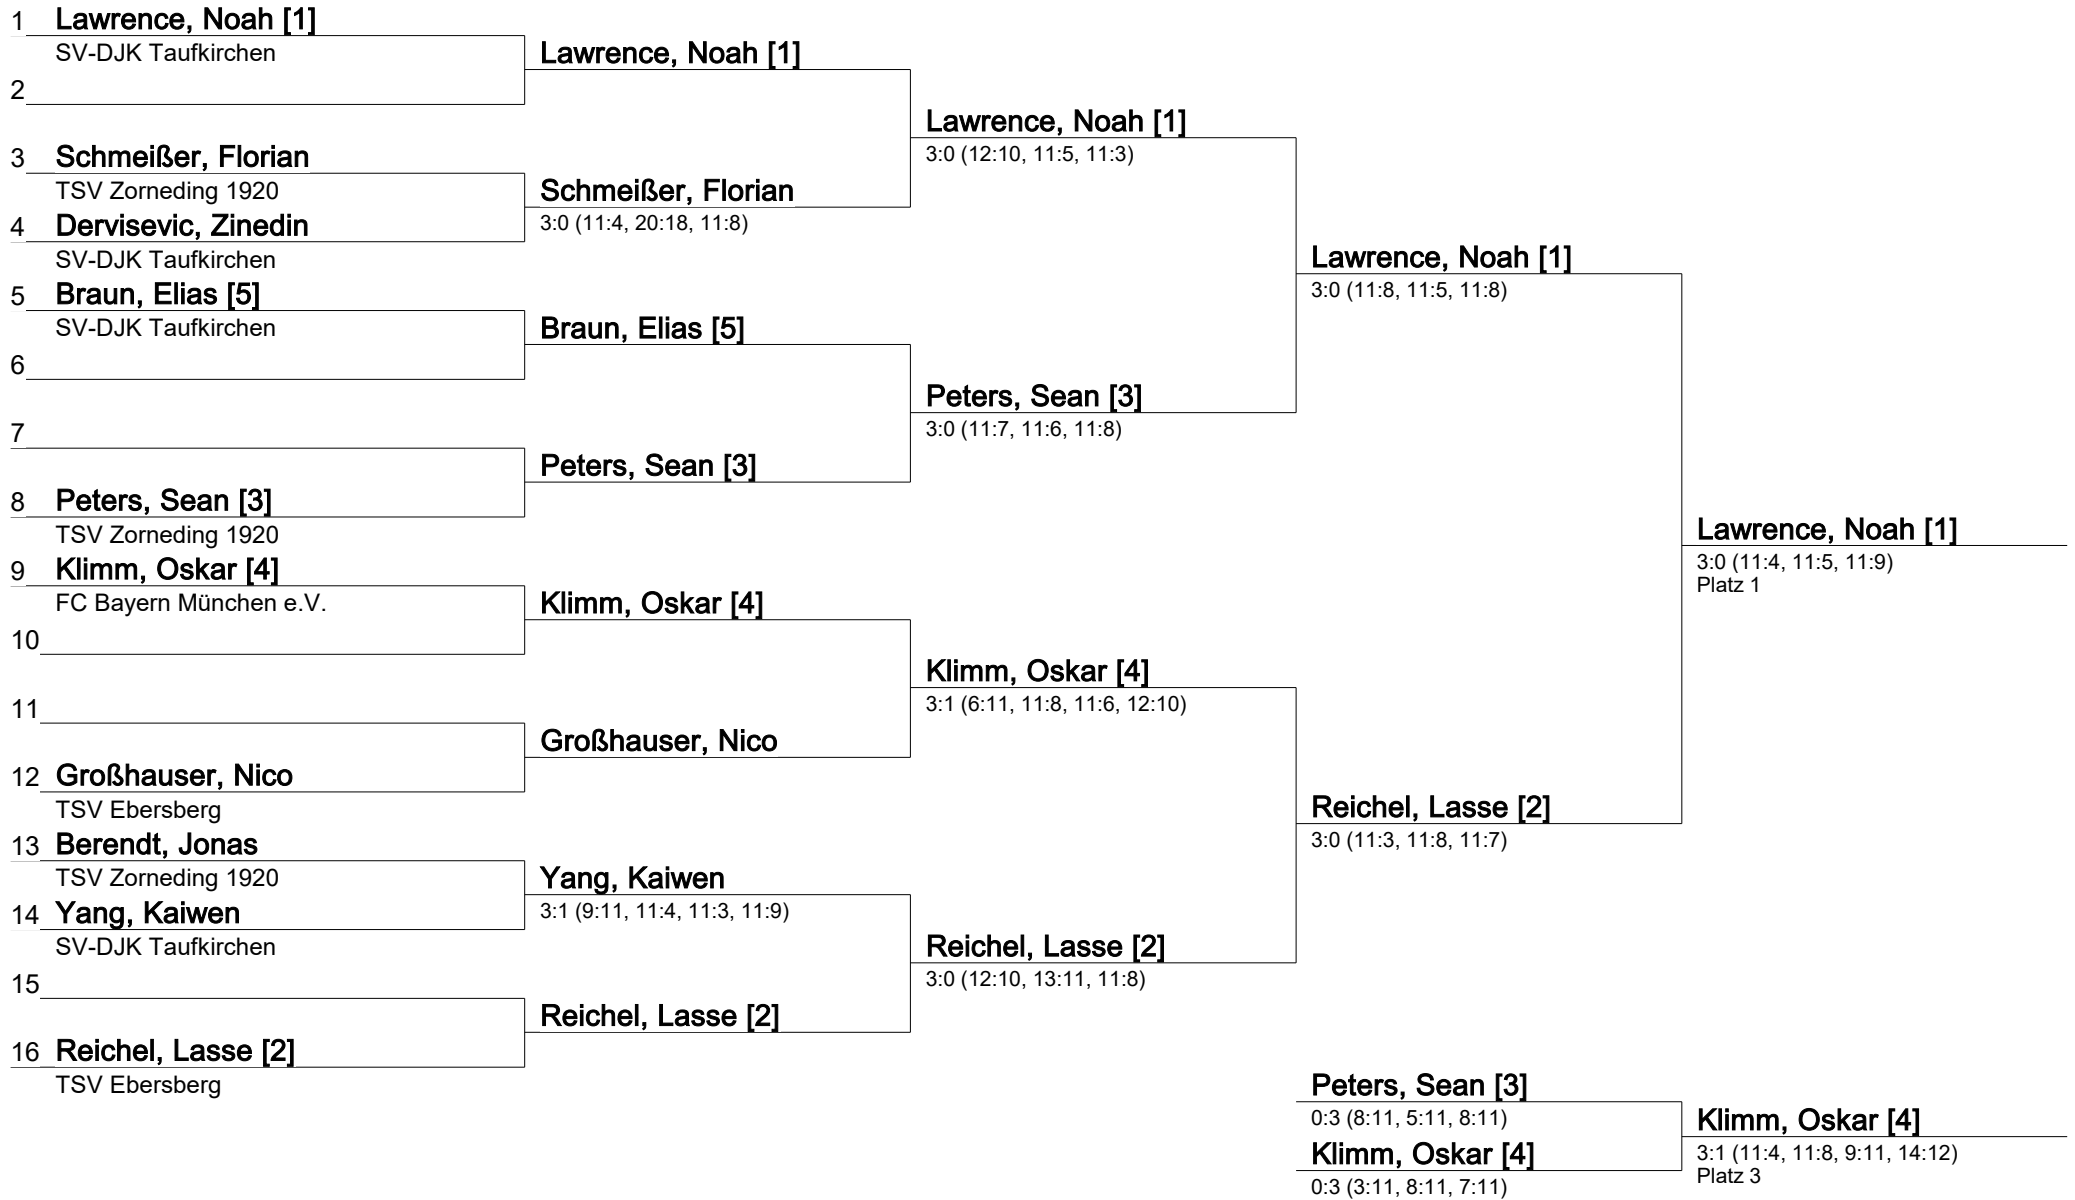 1 Lawrence, Noah [1]
SV-DJK Taufkirchen
2
3 Schmeißer, Florian
TSV Zorneding 1920
4 Dervisevic, Zinedin
SV-DJK Taufkirchen
5 Braun, Elias [5]
SV-DJK Taufkirchen
6
7
8 Peters, Sean [3]
TSV Zorneding 1920
9 Klimm, Oskar [4]
FC Bayern München e.V.
10
11
12 Großhauser, Nico
TSV Ebersberg
13 Berendt, Jonas
TSV Zorneding 1920
14 Yang, Kaiwen
SV-DJK Taufkirchen
15
16 Reichel, Lasse [2]
TSV Ebersberg
Lawrence, Noah [1]
Schmeißer, Florian
3:0 (11:4, 20:18, 11:8)
Braun, Elias [5]
Peters, Sean [3]
Klimm, Oskar [4]
Großhauser, Nico
Yang, Kaiwen
3:1 (9:11, 11:4, 11:3, 11:9)
Reichel, Lasse [2]
Lawrence, Noah [1]
3:0 (12:10, 11:5, 11:3)
Peters, Sean [3]
3:0 (11:7, 11:6, 11:8)
Klimm, Oskar [4]
3:1 (6:11, 11:8, 11:6, 12:10)
Reichel, Lasse [2]
3:0 (12:10, 13:11, 11:8)
Lawrence, Noah [1]
3:0 (11:8, 11:5, 11:8)
Reichel, Lasse [2]
3:0 (11:3, 11:8, 11:7)
Lawrence, Noah [1]
3:0 (11:4, 11:5, 11:9)
Platz 1
Peters, Sean [3]
0:3 (8:11, 5:11, 8:11)
Klimm, Oskar [4]
0:3 (3:11, 8:11, 7:11)
Klimm, Oskar [4]
3:1 (11:4, 11:8, 9:11, 14:12)
Platz 3